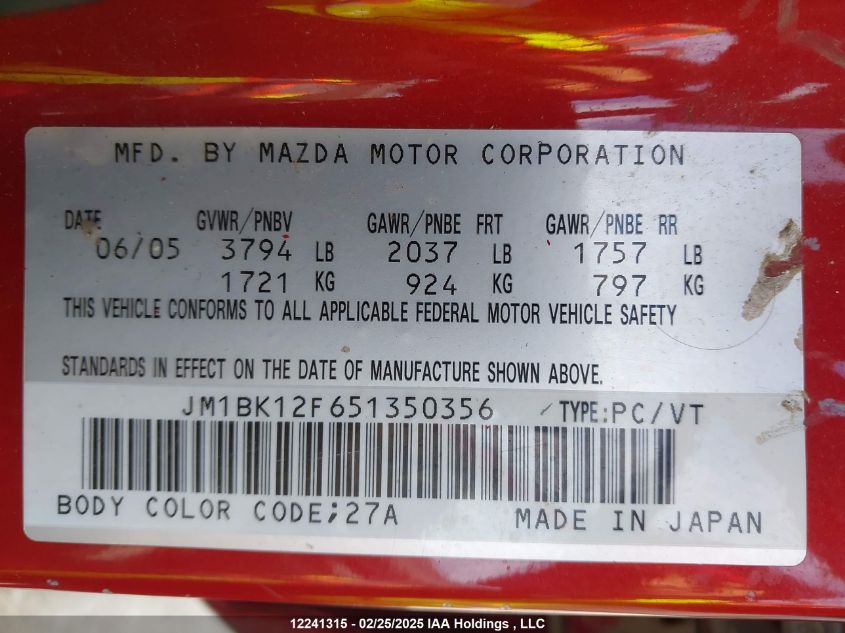 MFD. BY MAZDA MOTOR CORPORATION
DATE GVWR/PNBV GAWR/PNBE FRT GAWR/PNBE RR
06/05 3794 LB 2037 LB 1757 LB
1721 KG 924 KG 797 KG
THIS VEHICLE CONFORMS TO ALL APPLICABLE FEDERAL MOTOR VEHICLE SAFETY
STANDARDS IN EFFECT ON THE DATE OF MANUFACTURE SHOWN ABOVE.
JM1BK12F651350356 TYPE:PC/VT
BODY COLOR CODE;27A MADE IN JAPAN
12241315 - 02/25/2025 IAA Holdings , LLC